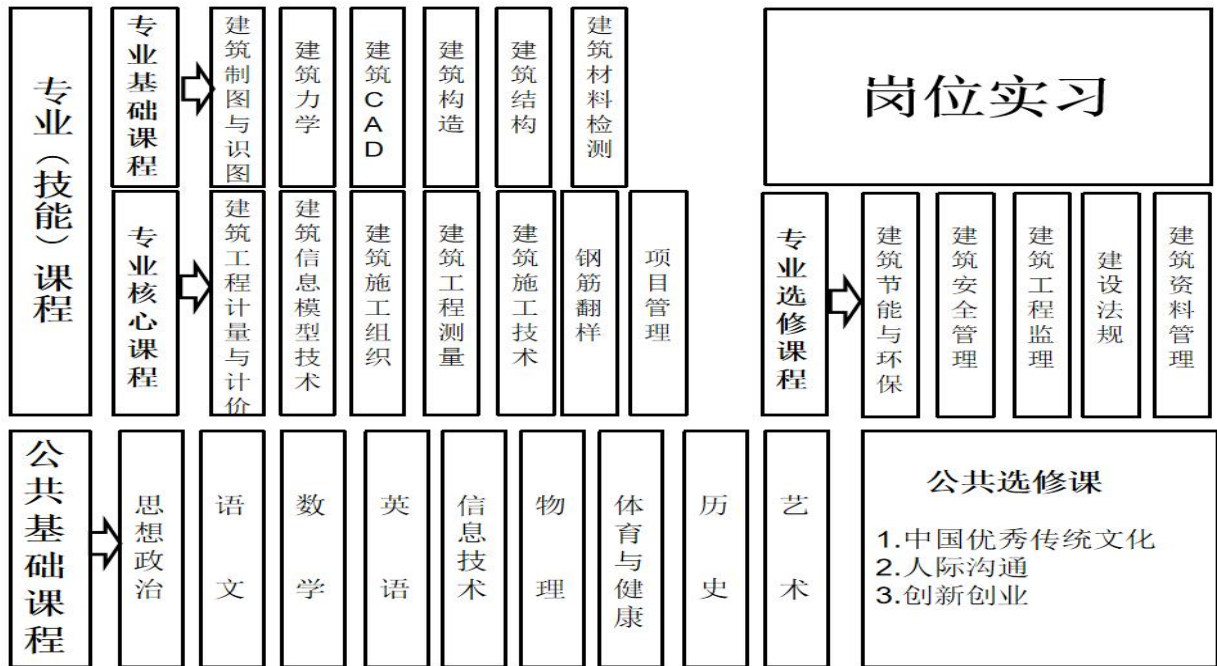 专业（技能）课程
专业基础课程
建筑制图与识图
建筑力学
建筑CAD
建筑构造
建筑结构
建筑材料检测
岗位实习
专业核心课程
建筑工程计量与计价
建筑信息模型技术
建筑施工组织
建筑工程测量
建筑施工技术
钢筋翻样
项目管理
专业选修课程
建筑节能与环保
建筑安全管理
建筑工程监理
建设法规
建筑资料管理
公共基础课程
思想政治
语文
数学
英语
信息技术
物理
体育与健康
历史
艺术
公共选修课
1.中国优秀传统文化
2.人际沟通
3.创新创业